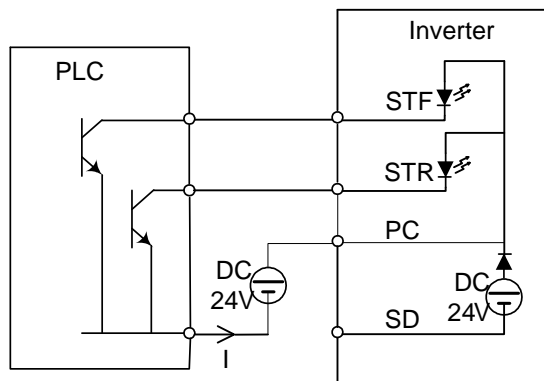 Inverter
PLC
STF
STR
PC
DC
24V
DC
24V
SD
I